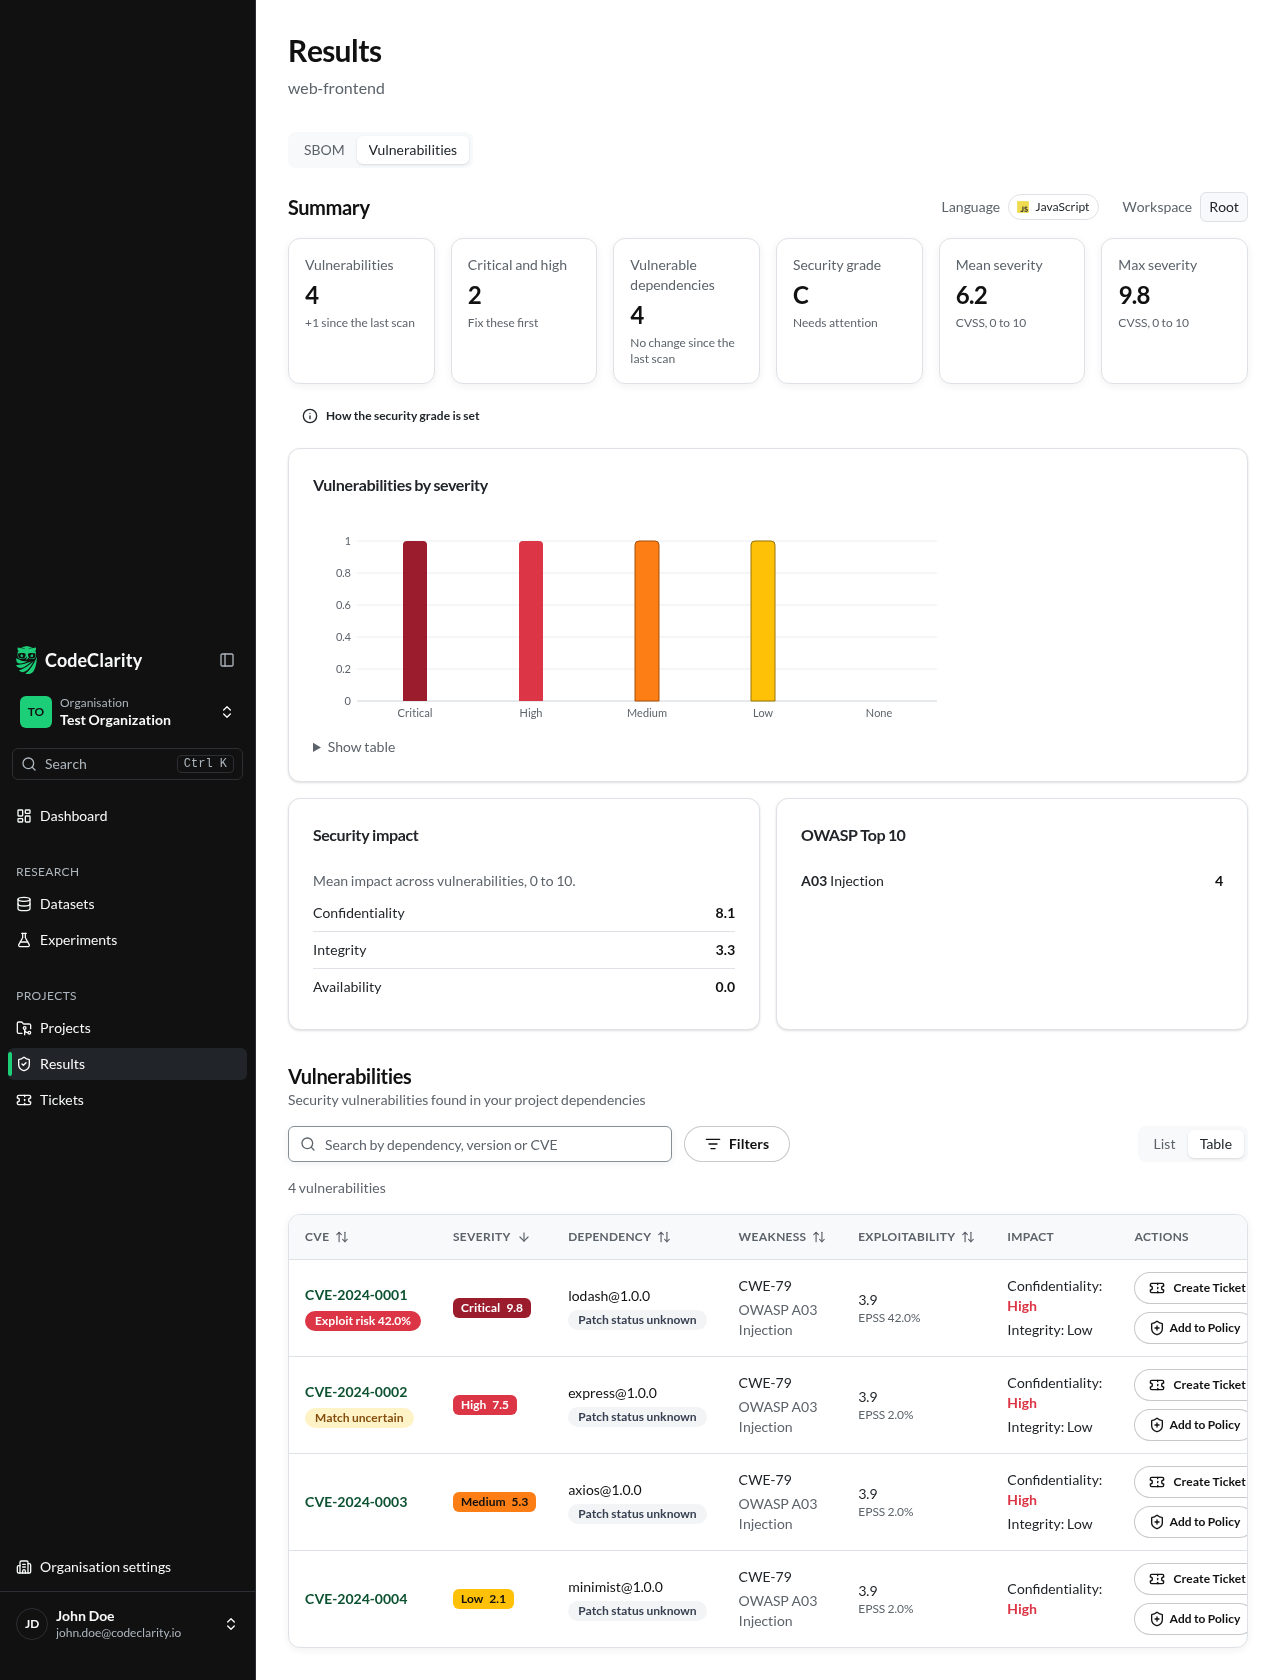 CodeClarity
TO
Organisation
Test Organization
Search
Ctrl K
Dashboard
RESEARCH
Datasets
Experiments
PROJECTS
Projects
Results
Tickets
Organisation settings
JD
John Doe
john.doe@codeclarity.io
Results
web-frontend
SBOM
Vulnerabilities
Summary
Language
JS
JavaScript
Workspace
Root
Vulnerabilities
4
+1 since the last scan
Critical and high
2
Fix these first
Vulnerable
dependencies
4
No change since the
last scan
Security grade
C
Needs attention
Mean severity
6.2
CVSS, 0 to 10
Max severity
9.8
CVSS, 0 to 10
How the security grade is set
Vulnerabilities by severity
1
0.8
0.6
0.4
0.2
0
Critical
High
Medium
Low
None
Show table
Security impact
Mean impact across vulnerabilities, 0 to 10.
Confidentiality 8.1
Integrity 3.3
Availability 0.0
OWASP Top 10
A03 Injection 4
Vulnerabilities
Security vulnerabilities found in your project dependencies
Search by dependency, version or CVE
Filters
List
Table
4 vulnerabilities
CVE SEVERITY DEPENDENCY WEAKNESS EXPLOITABILITY IMPACT ACTIONS
CVE-2024-0001
Exploit risk 42.0%
Critical 9.8
lodash@1.0.0
Patch status unknown
CWE-79
OWASP A03
Injection
3.9
EPSS 42.0%
Confidentiality:
High
Integrity: Low
Create Ticket
Add to Policy
CVE-2024-0002
Match uncertain
High 7.5
express@1.0.0
Patch status unknown
CWE-79
OWASP A03
Injection
3.9
EPSS 2.0%
Confidentiality:
High
Integrity: Low
Create Ticket
Add to Policy
CVE-2024-0003
Medium 5.3
axios@1.0.0
Patch status unknown
CWE-79
OWASP A03
Injection
3.9
EPSS 2.0%
Confidentiality:
High
Integrity: Low
Create Ticket
Add to Policy
CVE-2024-0004
Low 2.1
minimist@1.0.0
Patch status unknown
CWE-79
OWASP A03
Injection
3.9
EPSS 2.0%
Confidentiality:
High
Create Ticket
Add to Policy